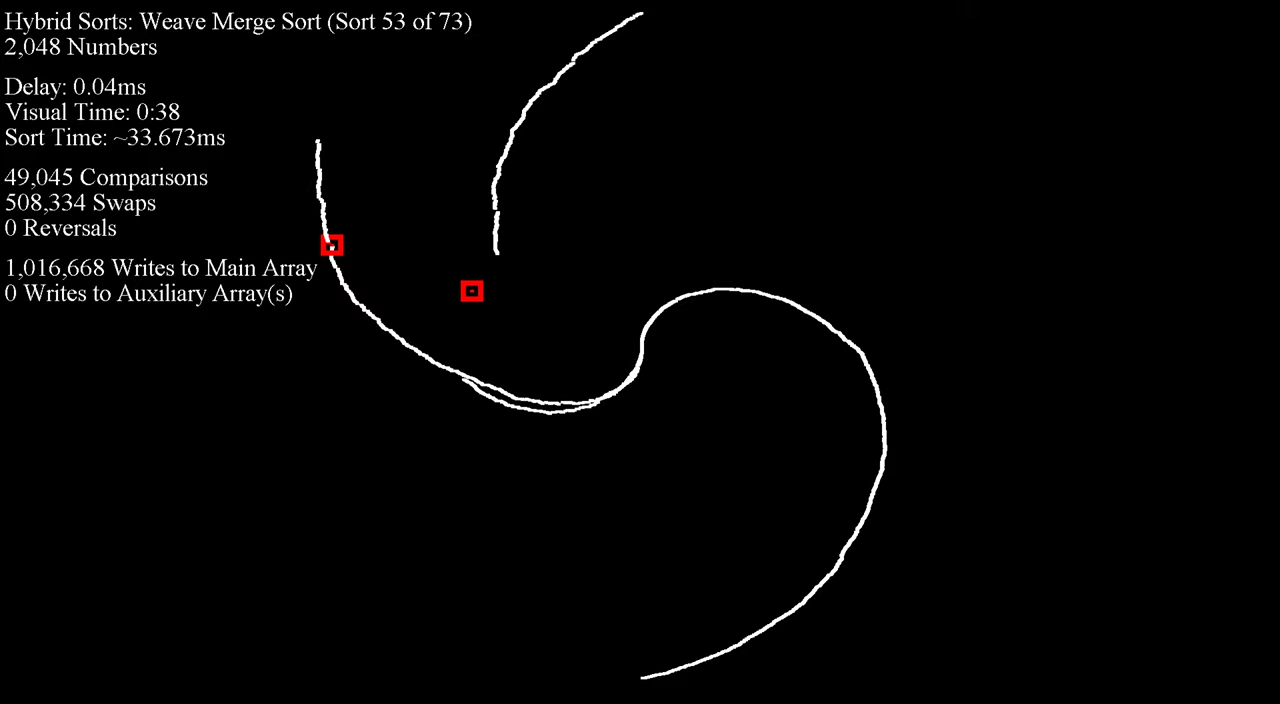 Hybrid Sorts: Weave Merge Sort (Sort 53 of 73)
2,048 Numbers
Delay: 0.04ms
Visual Time: 0:38
Sort Time: ~33.673ms
49,045 Comparisons
508,334 Swaps
0 Reversals
1,016,668 Writes to Main Array
0 Writes to Auxiliary Array(s)